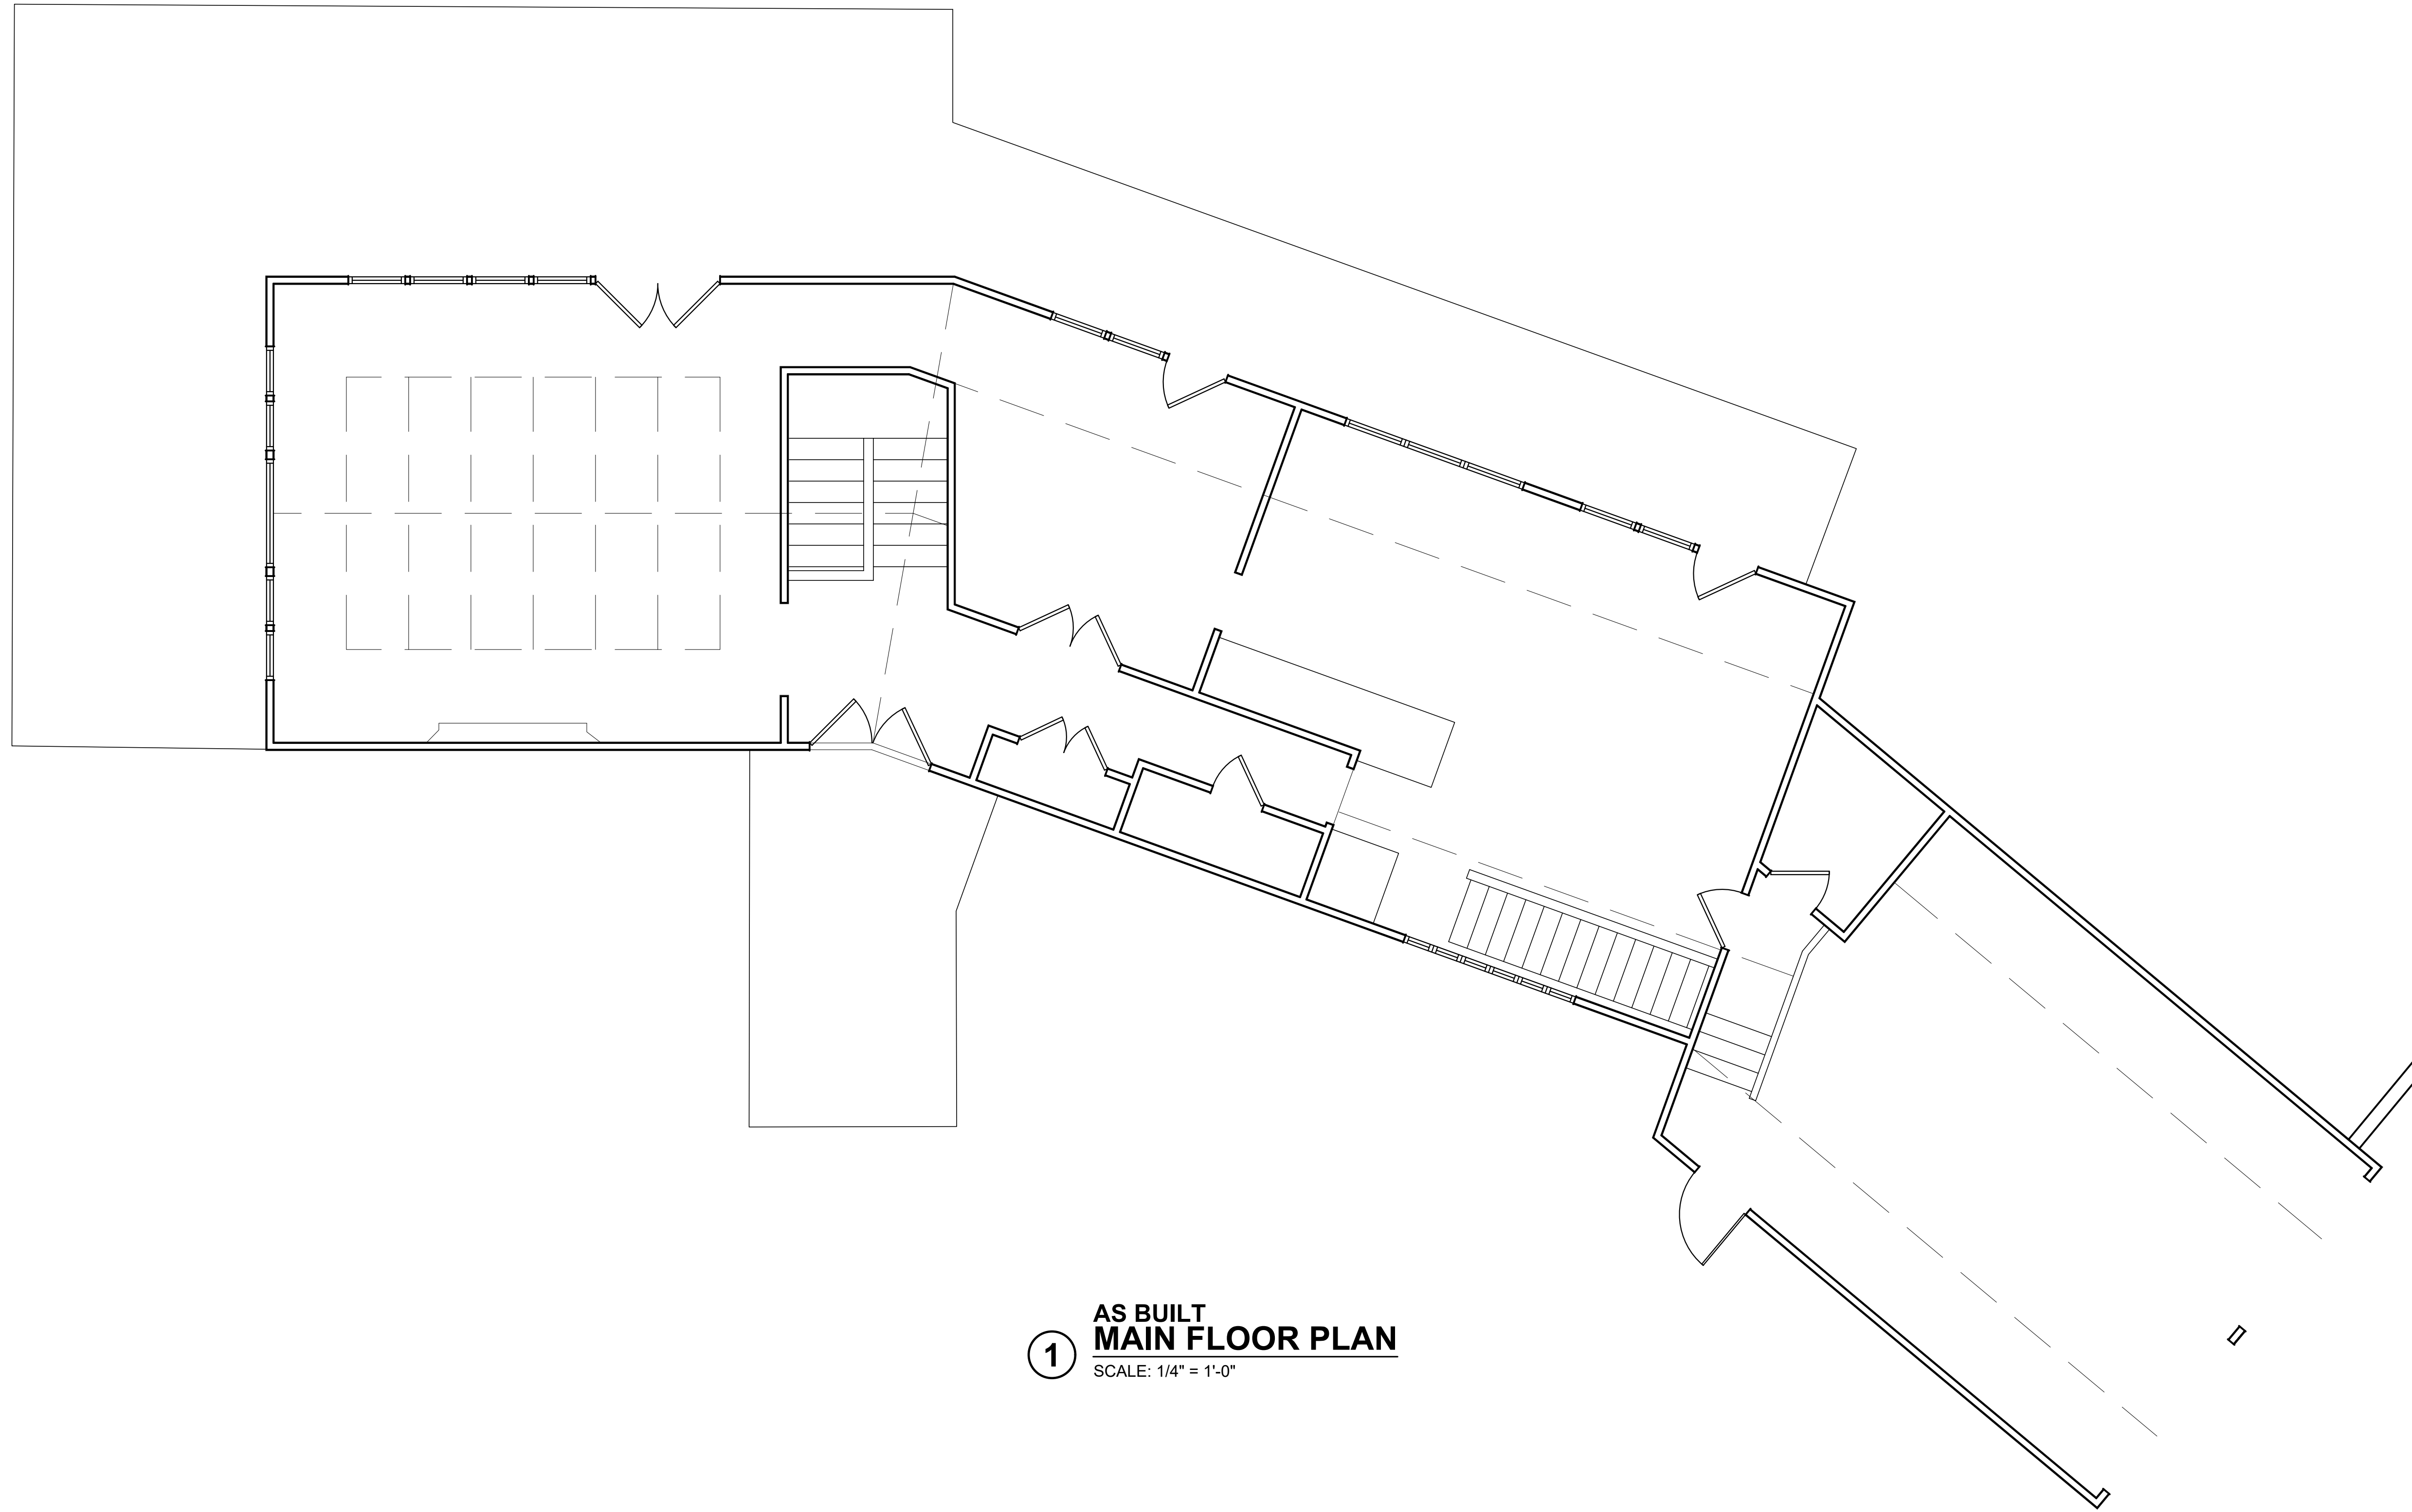 AS BUILT
1 MAIN FLOOR PLAN
SCALE: 1/4" = 1'-0"